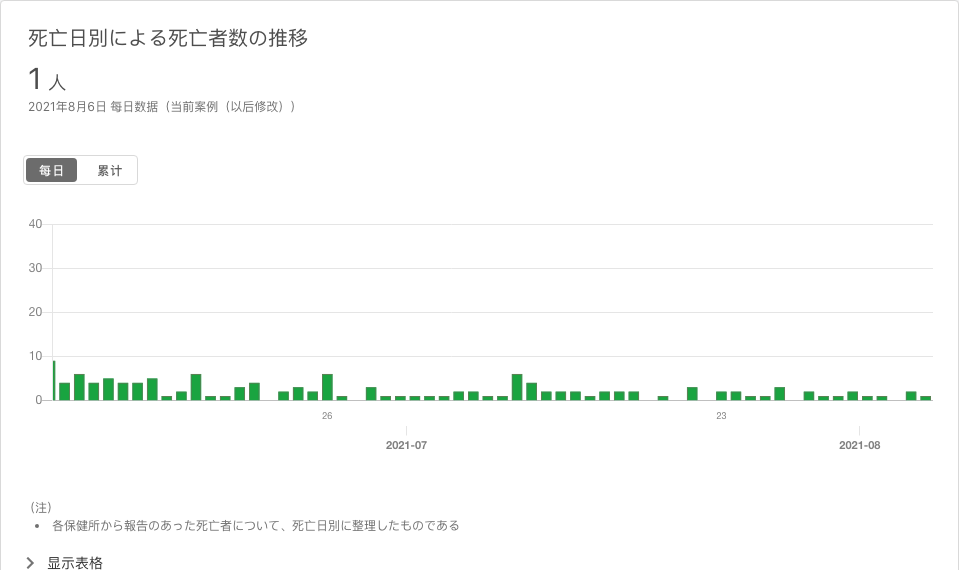 死亡日別による死亡者数の推移
1 人
2021年8月6日 每日数据（当前案例（以后修改））
每日 累计
40
30
20
10
0
26 23
2021-07 2021-08
（注）
• 各保健所から報告のあった死亡者について、死亡日別に整理したものである
显示表格